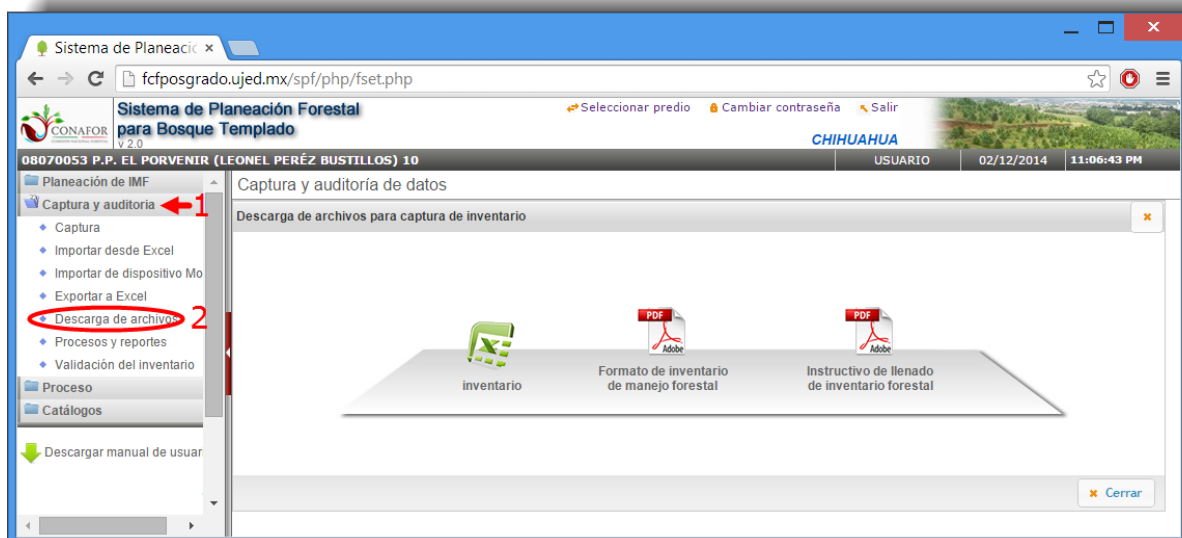 Sistema de Planeació
fcfposgrado.ujed.mx/spf/php/fset.php
CONAFOR
Sistema de Planeación Forestal
para Bosque Templado
v 2.0
Seleccionar predio Cambiar contraseña Salir
CHIHUAHUA
08070053 P.P. EL PORVENIR (LEONEL PERÉZ BUSTILLOS) 10
USUARIO 02/12/2014 11:06:43 PM
Planeación de IMF
Captura y auditoria 1
Captura
Importar desde Excel
Importar de dispositivo Mo
Exportar a Excel
Descarga de archivos 2
Procesos y reportes
Validación del inventario
Proceso
Catálogos
Descargar manual de usuar
Captura y auditoría de datos
Descarga de archivos para captura de inventario
inventario
PDF
Adobe
Formato de inventario
de manejo forestal
PDF
Adobe
Instructivo de llenado
de inventario forestal
Cerrar